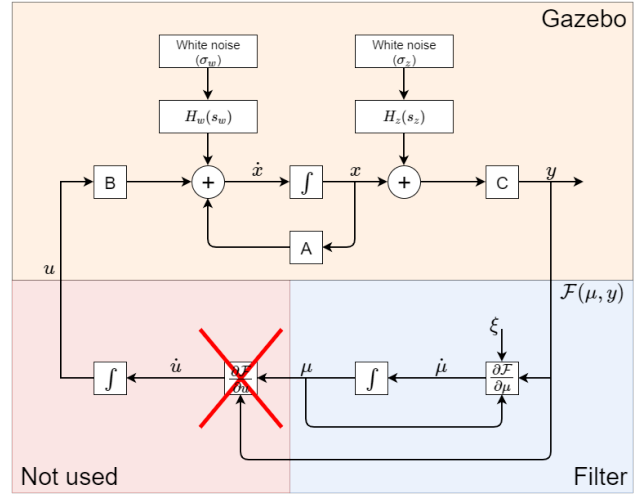 Gazebo
White noise
(σ_w)
White noise
(σ_z)
H_w(s_w)
H_z(s_z)
B
+
ẋ
∫
x
+
C
y
A
u
F(μ, y)
ξ
∫
u̇
∂F
∂u
μ
∫
μ̇
∂F
∂μ
Not used
Filter